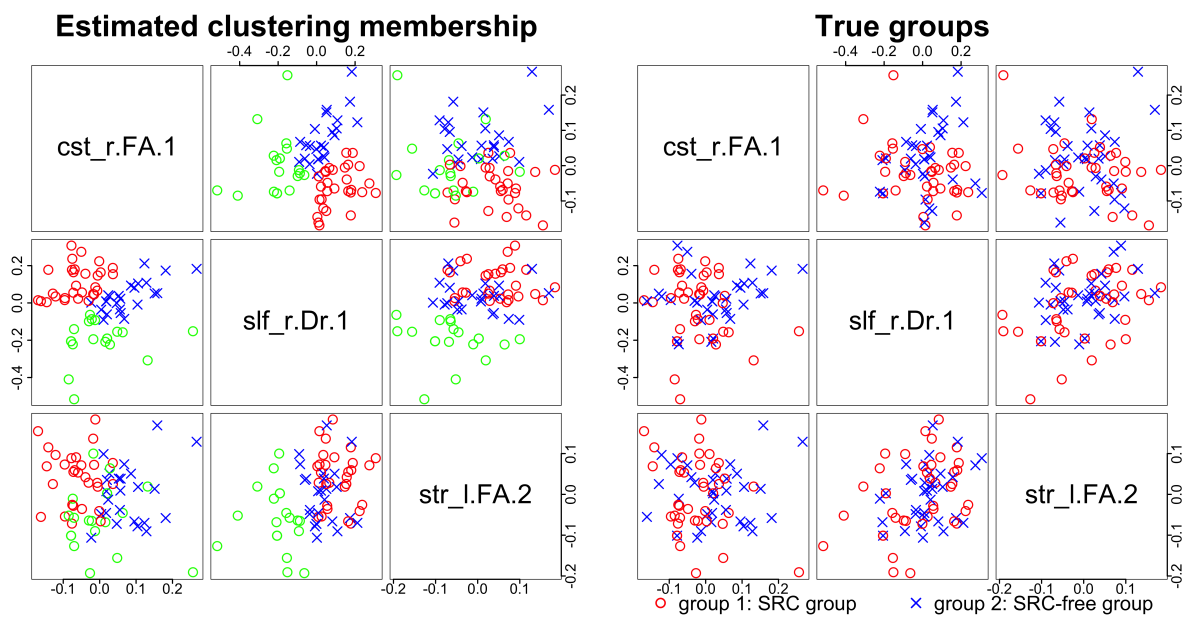 Estimated clustering membership True groups
-0.4 -0.2 0.0 0.2 -0.4 -0.2 0.0 0.2
cst_r.FA.1 -0.1 0.0 0.1 0.2 cst_r.FA.1 -0.1 0.0 0.1 0.2
-0.4 -0.2 0.0 0.2 slf_r.Dr.1 -0.4 -0.2 0.0 0.2 slf_r.Dr.1
str_l.FA.2 -0.2 -0.1 0.0 0.1 str_l.FA.2 -0.2 -0.1 0.0 0.1
-0.1 0.0 0.1 0.2 -0.2 -0.1 0.0 0.1 -0.1 0.0 0.1 0.2 -0.2 -0.1 0.0 0.1
group 1: SRC group group 2: SRC-free group